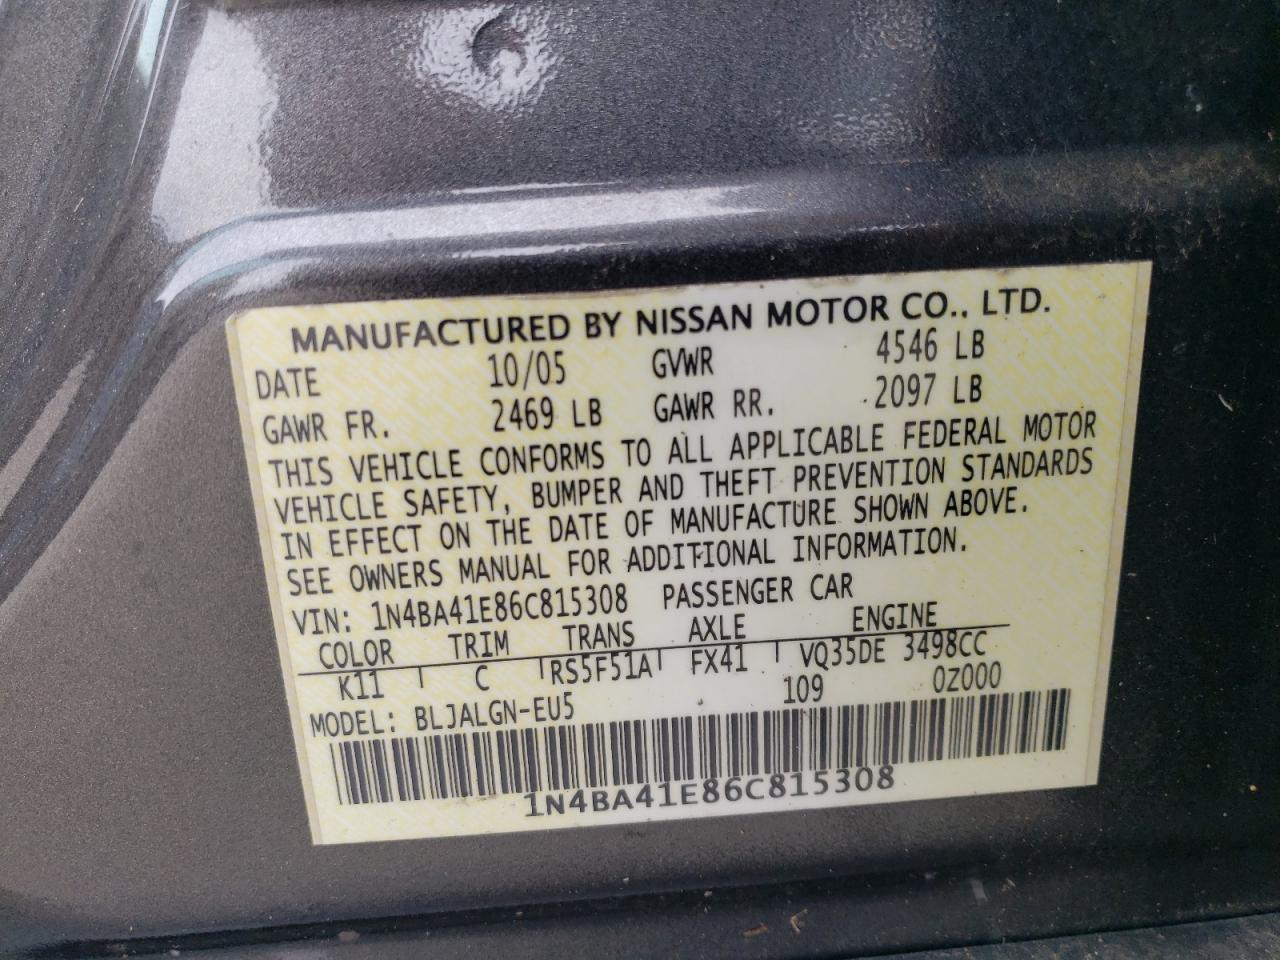 MANUFACTURED BY NISSAN MOTOR CO., LTD.
DATE 10/05 GVWR 4546 LB
GAWR FR. 2469 LB GAWR RR. 2097 LB
THIS VEHICLE CONFORMS TO ALL APPLICABLE FEDERAL MOTOR
VEHICLE SAFETY, BUMPER AND THEFT PREVENTION STANDARDS
IN EFFECT ON THE DATE OF MANUFACTURE SHOWN ABOVE.
SEE OWNERS MANUAL FOR ADDITIONAL INFORMATION.
VIN: 1N4BA41E86C815308 PASSENGER CAR
COLOR TRIM TRANS AXLE ENGINE
K11 C RS5F51A FX41 VQ35DE 3498CC
MODEL: BLJALGN-EU5 109 0Z000
1N4BA41E86C815308